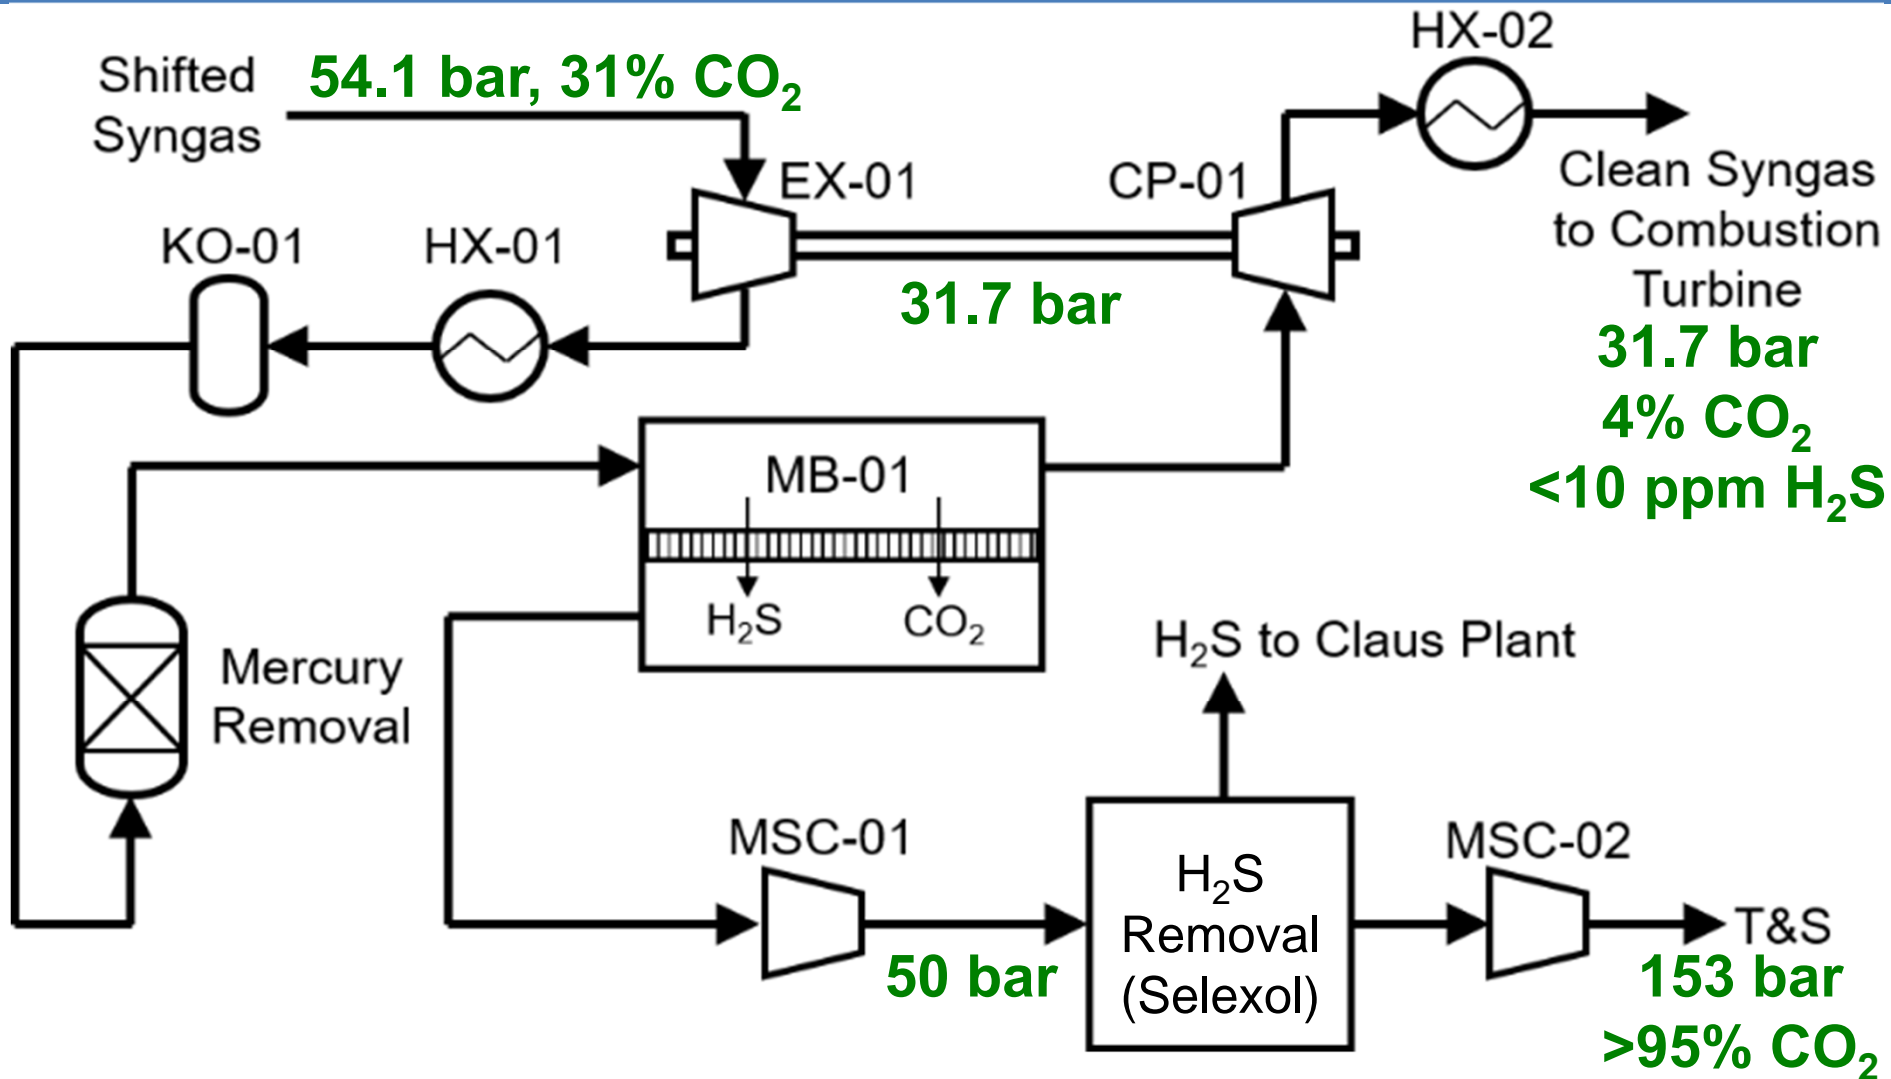 HX-02
Shifted
Syngas
54.1 bar, 31% CO₂
Clean Syngas
to Combustion
Turbine
31.7 bar
4% CO₂
<10 ppm H₂S
EX-01
CP-01
KO-01
HX-01
31.7 bar
MB-01
H₂S
CO₂
Mercury
Removal
H₂S to Claus Plant
MSC-01
50 bar
H₂S
Removal
(Selexol)
MSC-02
T&S
153 bar
>95% CO₂